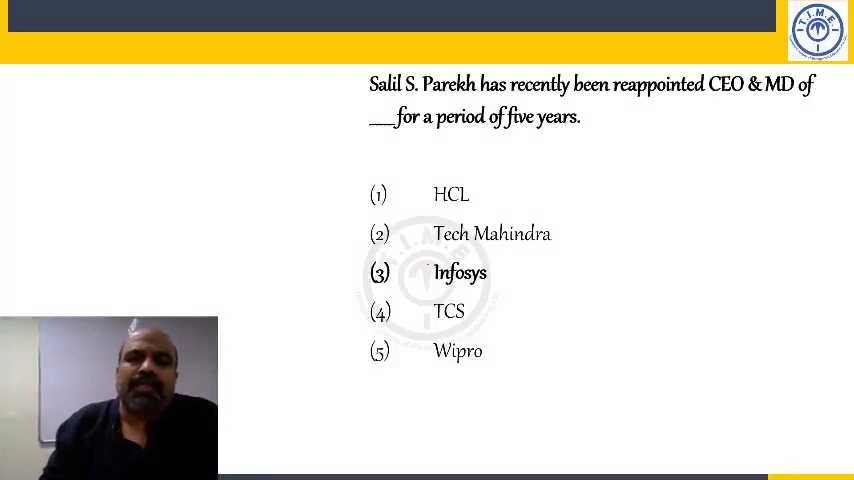 T.I.M.E.
Salil S. Parekh has recently been reappointed CEO & MD of
___ for a period of five years.
(1) HCL
(2) Tech Mahindra
(3) Infosys
(4) TCS
(5) Wipro